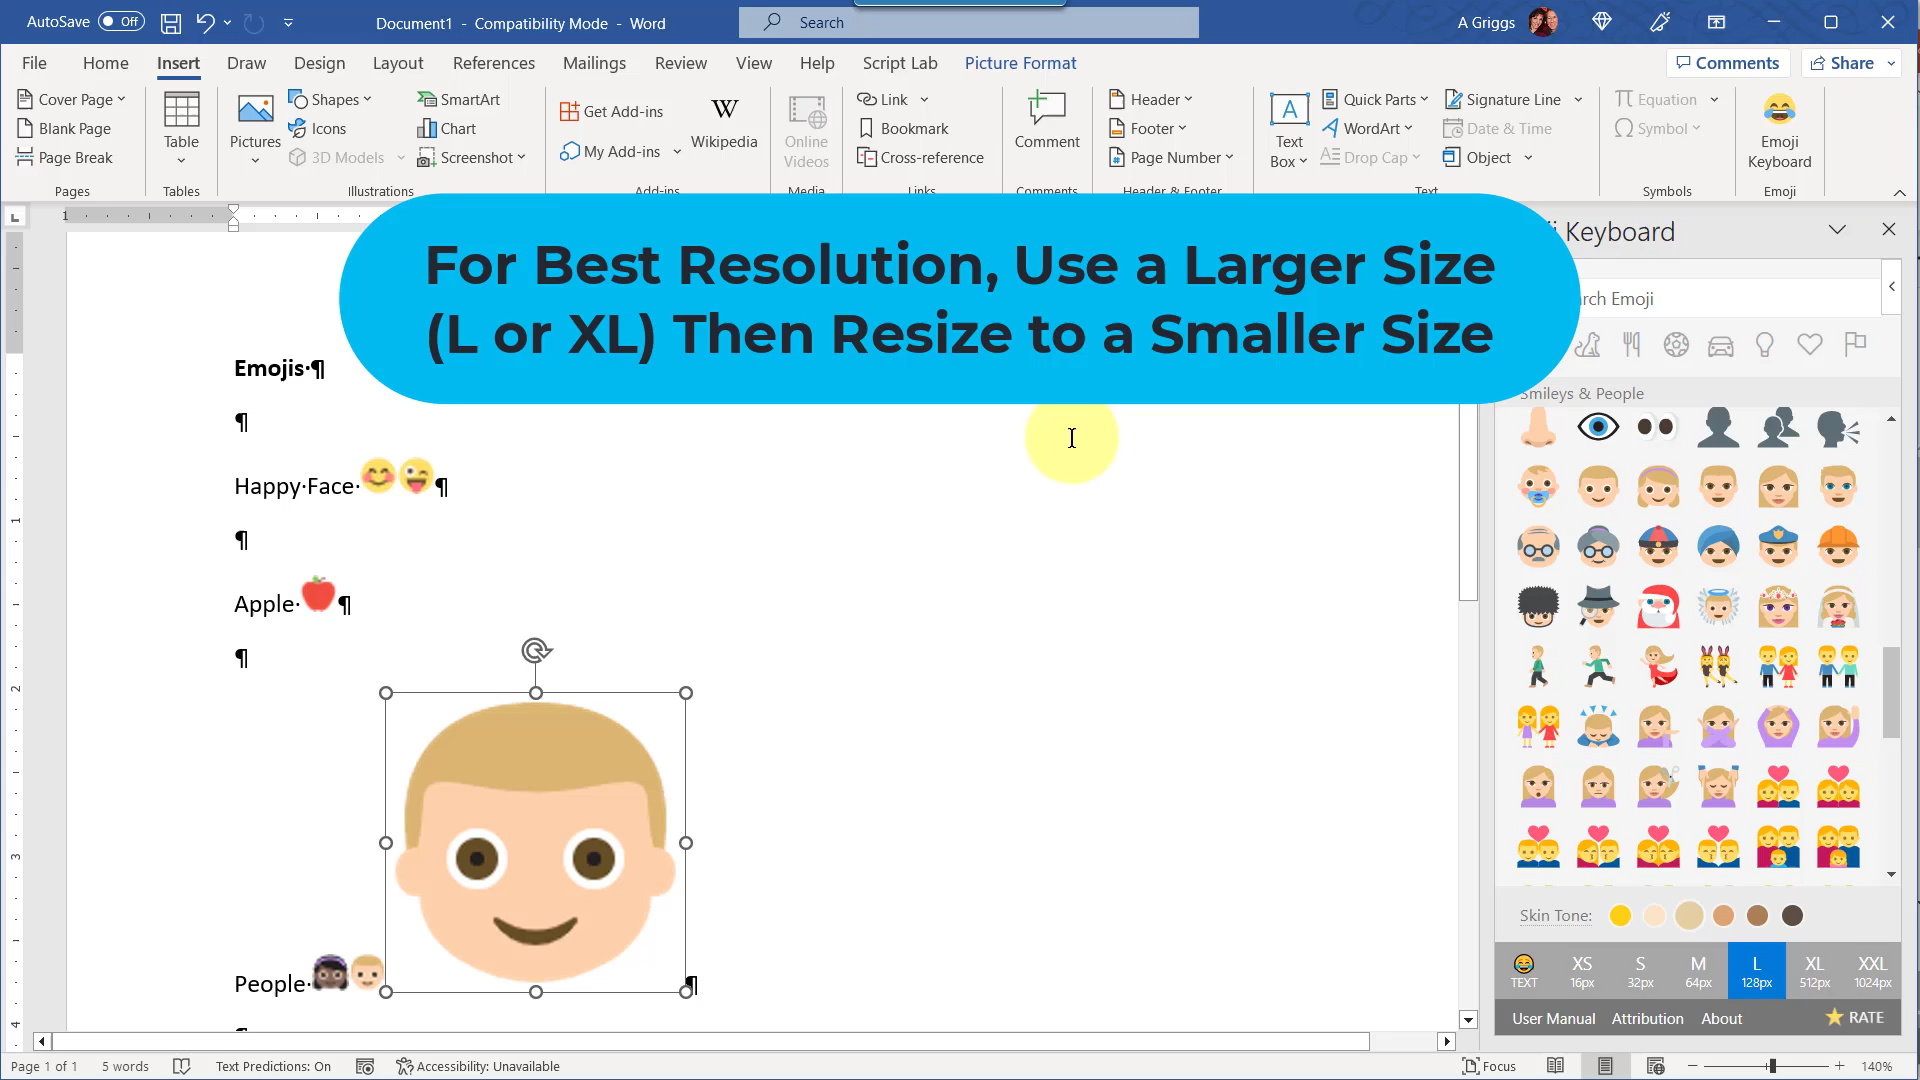 AutoSave Off
Document1 - Compatibility Mode - Word
Search
A Griggs
File Home Insert Draw Design Layout References Mailings Review View Help Script Lab Picture Format
Comments Share
Cover Page
Blank Page
Page Break
Pages
Table
Tables
Pictures
Shapes
Icons
3D Models
SmartArt
Chart
Screenshot
Illustrations
Get Add-ins
My Add-ins
W
Wikipedia
Add-ins
Online
Videos
Media
Link
Bookmark
Cross-reference
Links
Comment
Comments
Header
Footer
Page Number
Header & Footer
Text
Box
Quick Parts
WordArt
Drop Cap
Signature Line
Date & Time
Object
Text
Equation
Symbol
Symbols
Emoji
Keyboard
Emoji
For Best Resolution, Use a Larger Size
(L or XL) Then Resize to a Smaller Size
Keyboard
rch Emoji
Smileys & People
Emojis·¶
¶
Happy·Face·¶
¶
Apple·¶
¶
People·¶
Skin Tone:
TEXT
XS
16px
S
32px
M
64px
L
128px
XL
512px
XXL
1024px
User Manual Attribution About RATE
Page 1 of 1 5 words Text Predictions: On Accessibility: Unavailable
Focus 140%